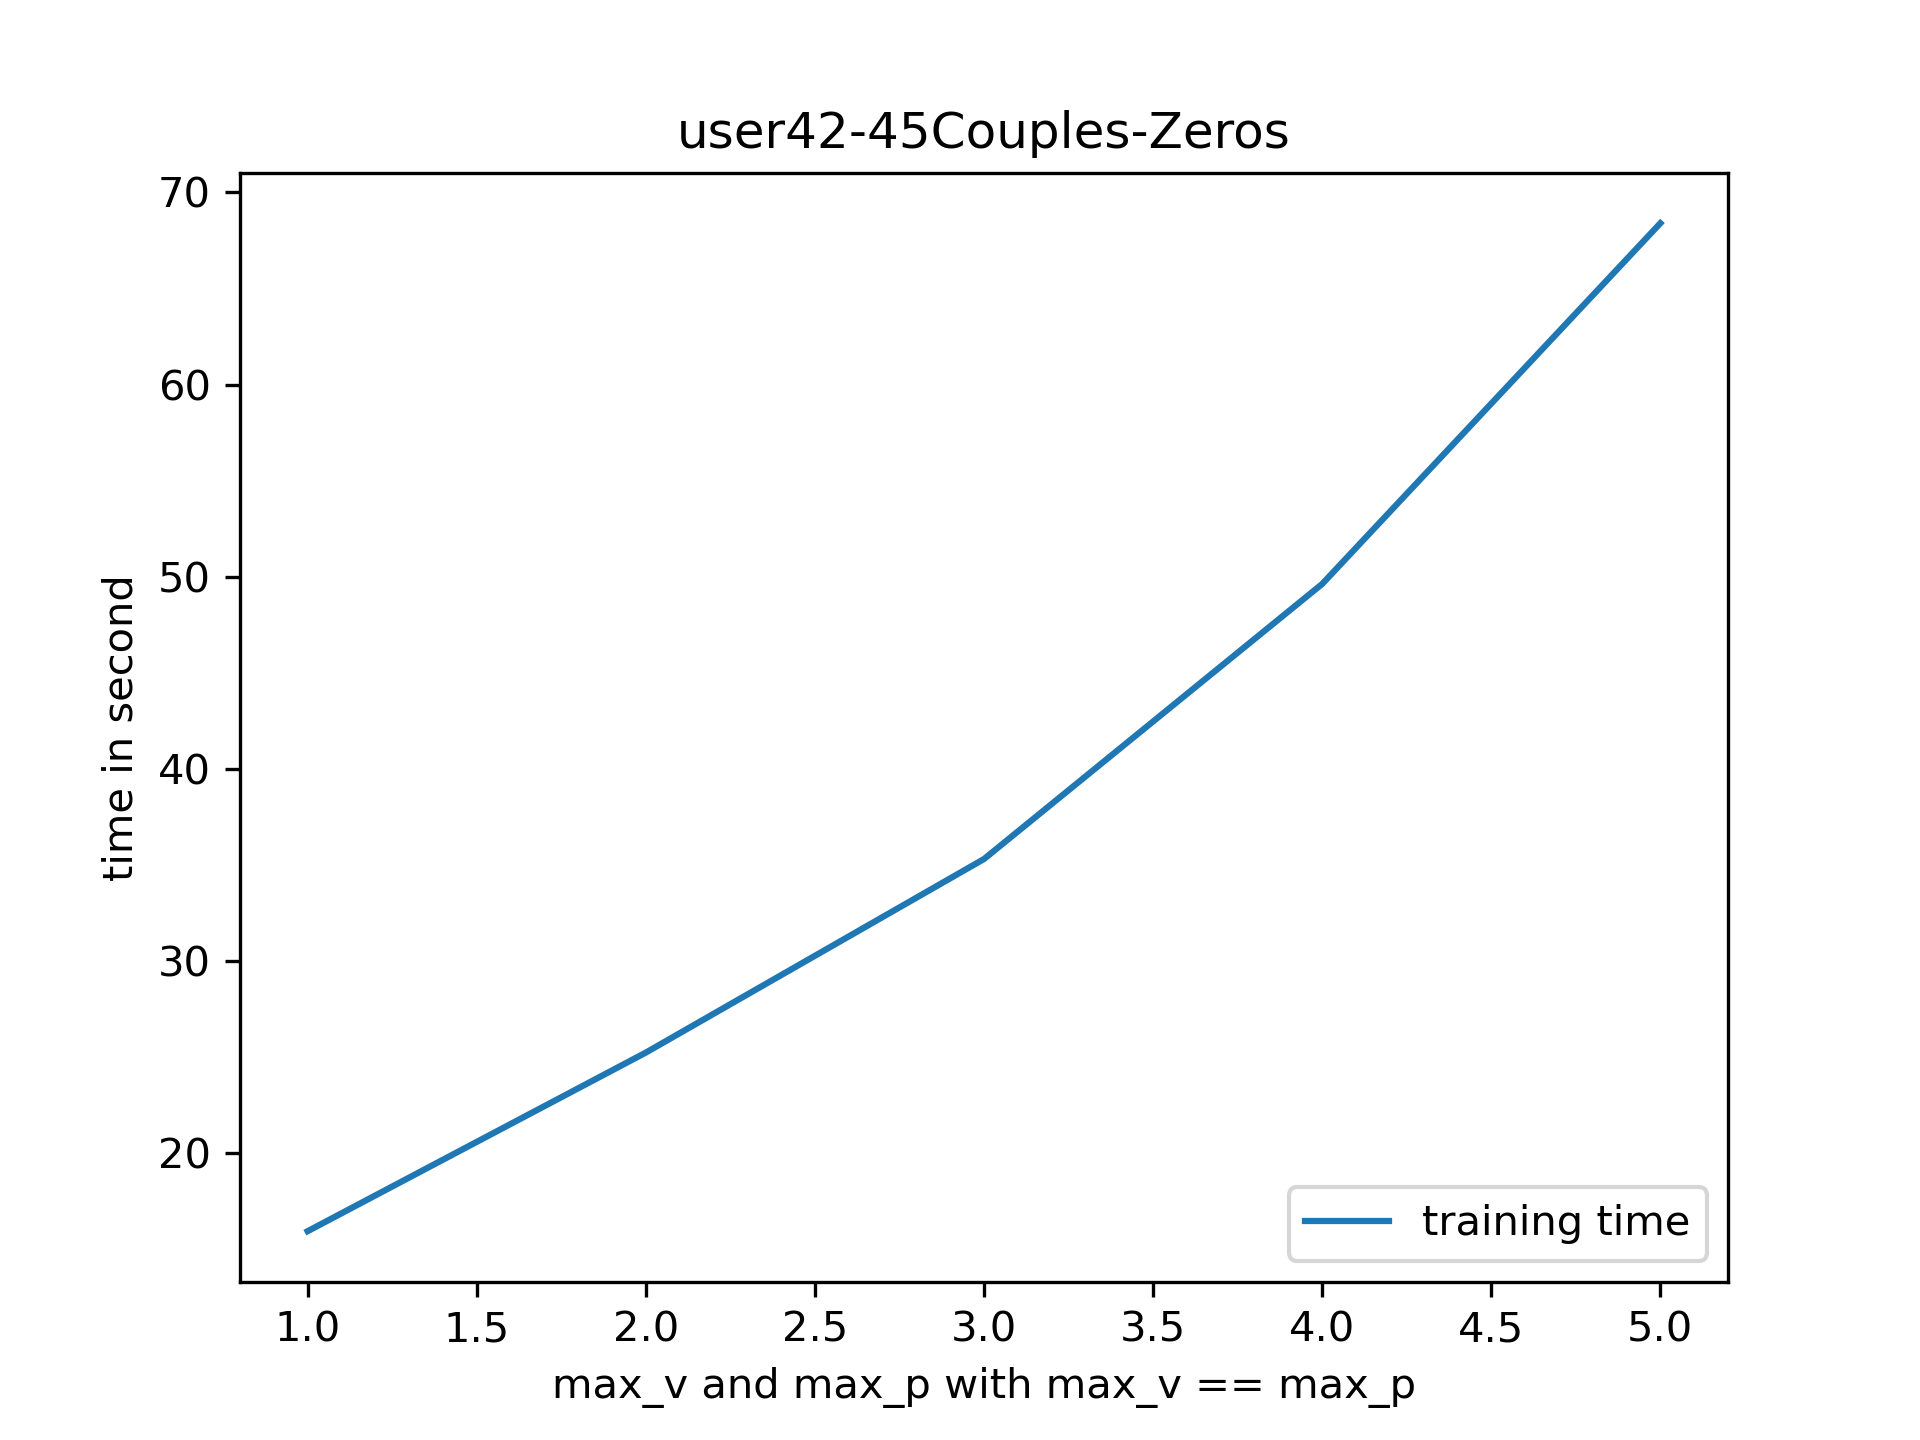 user42-45Couples-Zeros
70
60
50
40
30
20
time in second
training time
1.0 1.5 2.0 2.5 3.0 3.5 4.0 4.5 5.0
max_v and max_p with max_v == max_p